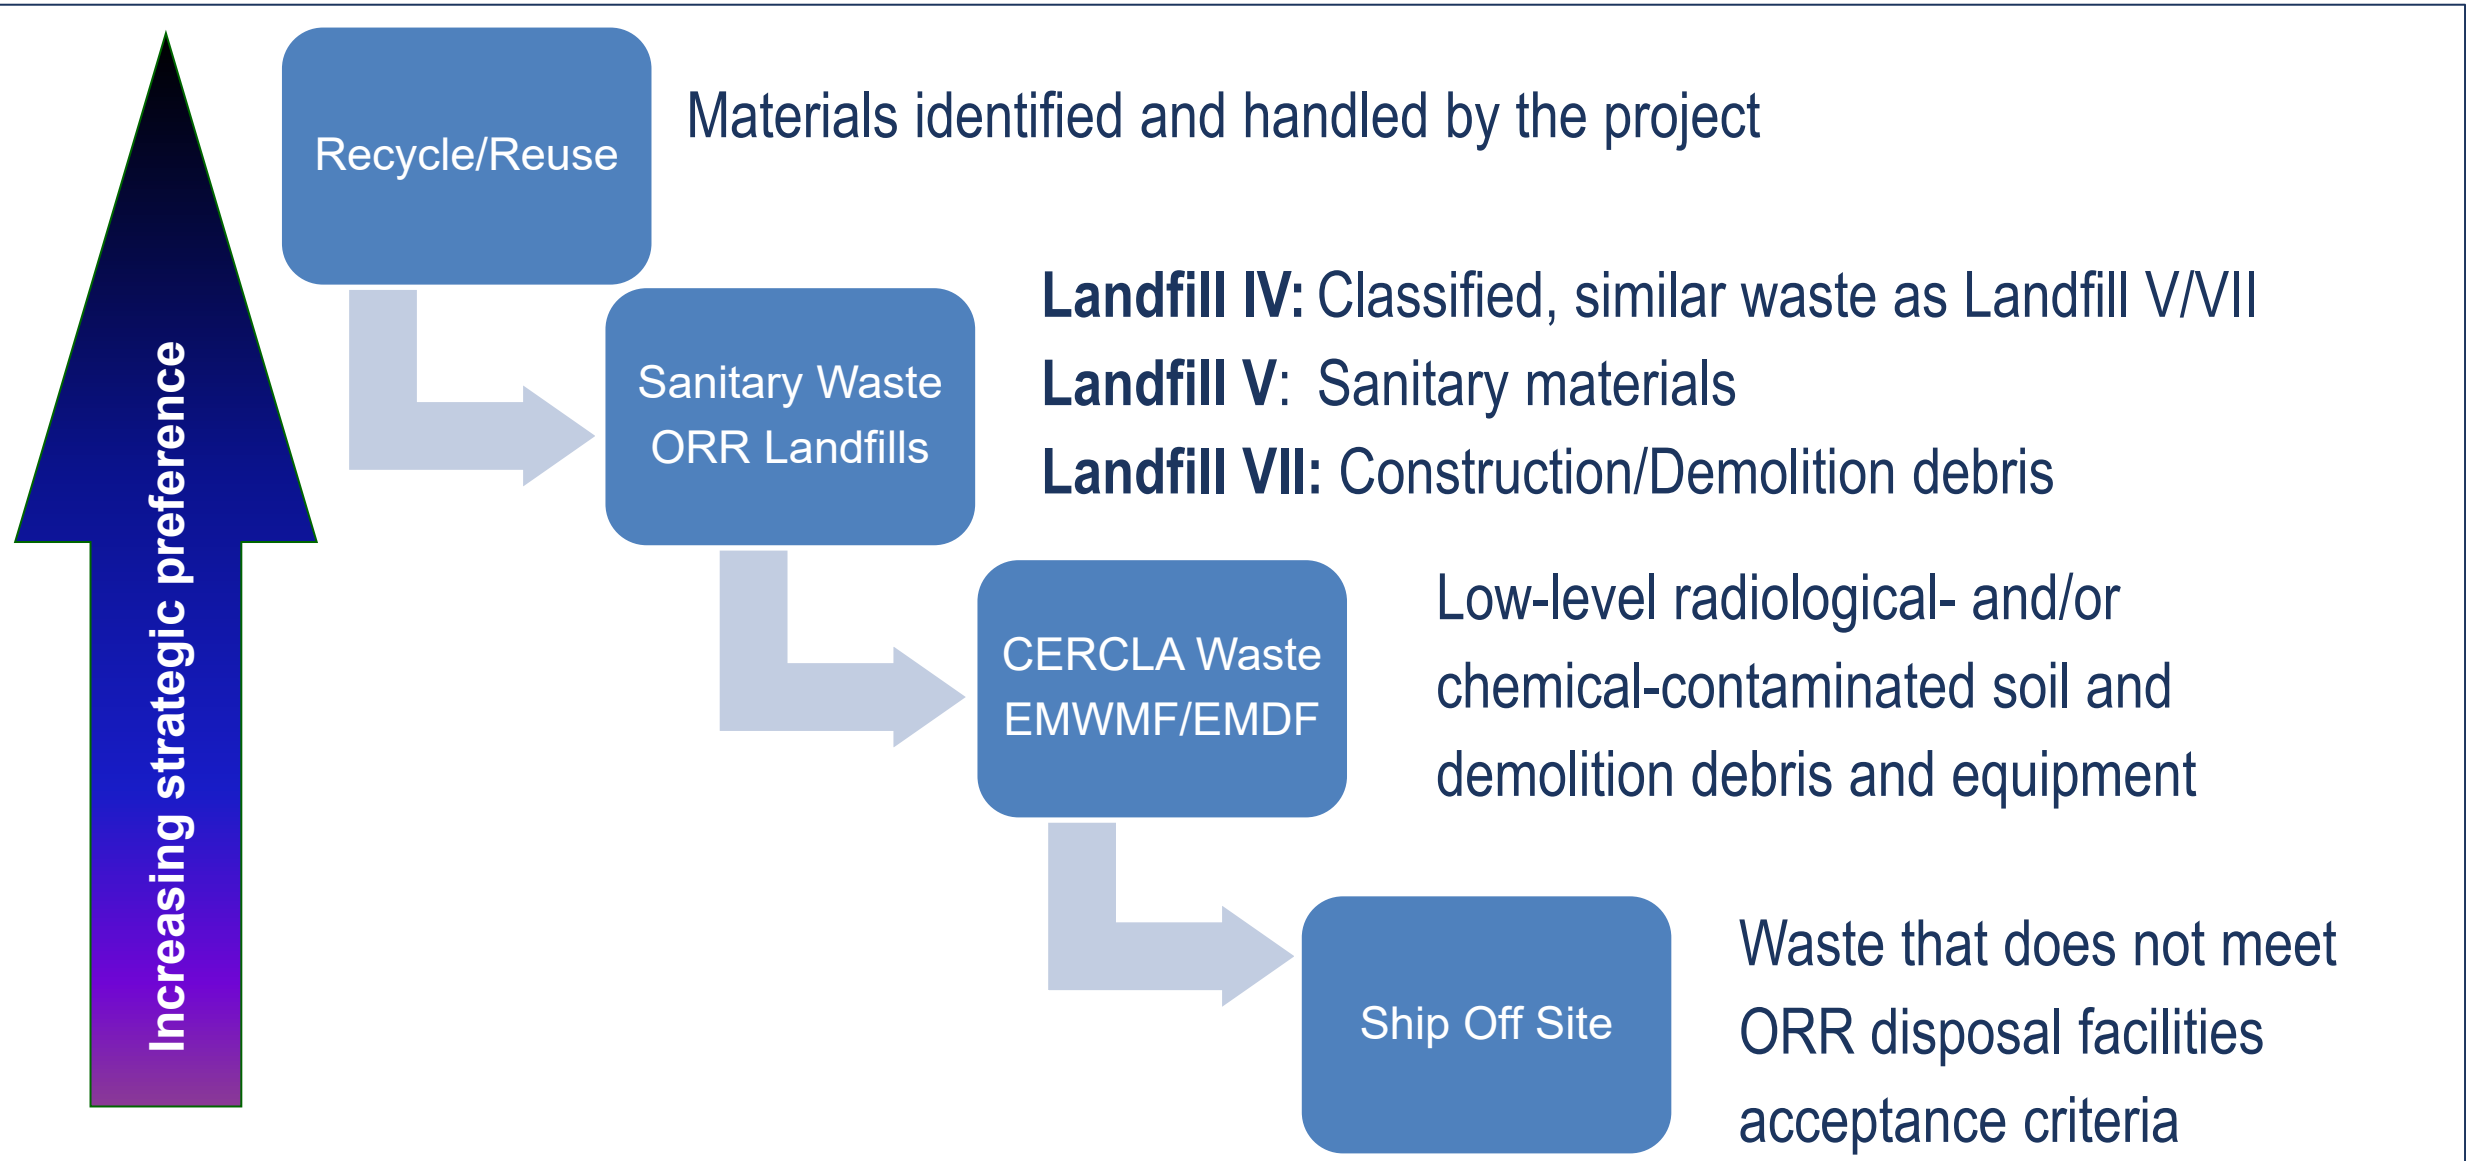 Increasing strategic preference
Recycle/Reuse
Materials identified and handled by the project
Sanitary Waste
ORR Landfills
Landfill IV: Classified, similar waste as Landfill V/VII
Landfill V: Sanitary materials
Landfill VII: Construction/Demolition debris
CERCLA Waste
EMWMF/EMDF
Low-level radiological- and/or
chemical-contaminated soil and
demolition debris and equipment
Ship Off Site
Waste that does not meet
ORR disposal facilities
acceptance criteria